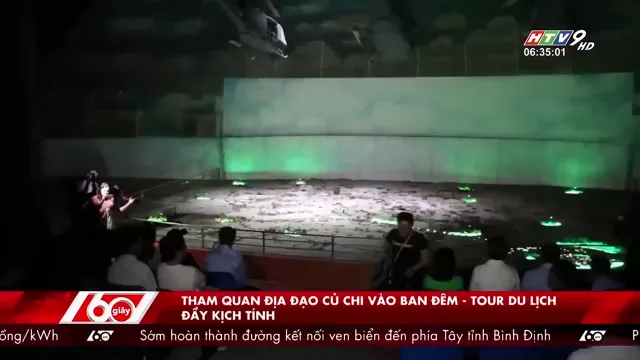 HTV9 HD
06:35:01
60 giây
THAM QUAN ĐỊA ĐẠO CỦ CHI VÀO BAN ĐÊM - TOUR DU LỊCH
ĐẦY KỊCH TÍNH
ồng/kWh 60giây Sớm hoàn thành đường kết nối ven biển đến phía Tây tỉnh Bình Định 60giây